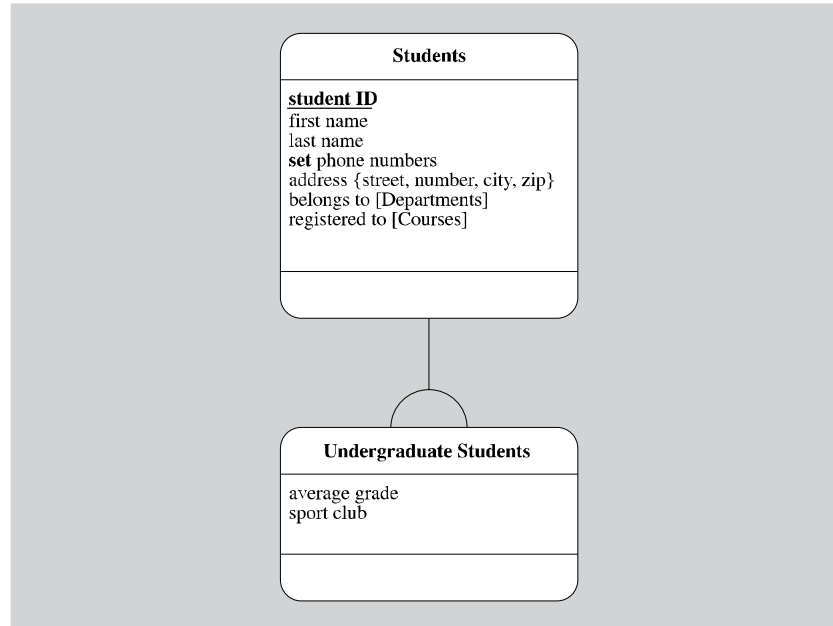 Students
student ID
first name
last name
set phone numbers
address {street, number, city, zip}
belongs to [Departments]
registered to [Courses]
Undergraduate Students
average grade
sport club